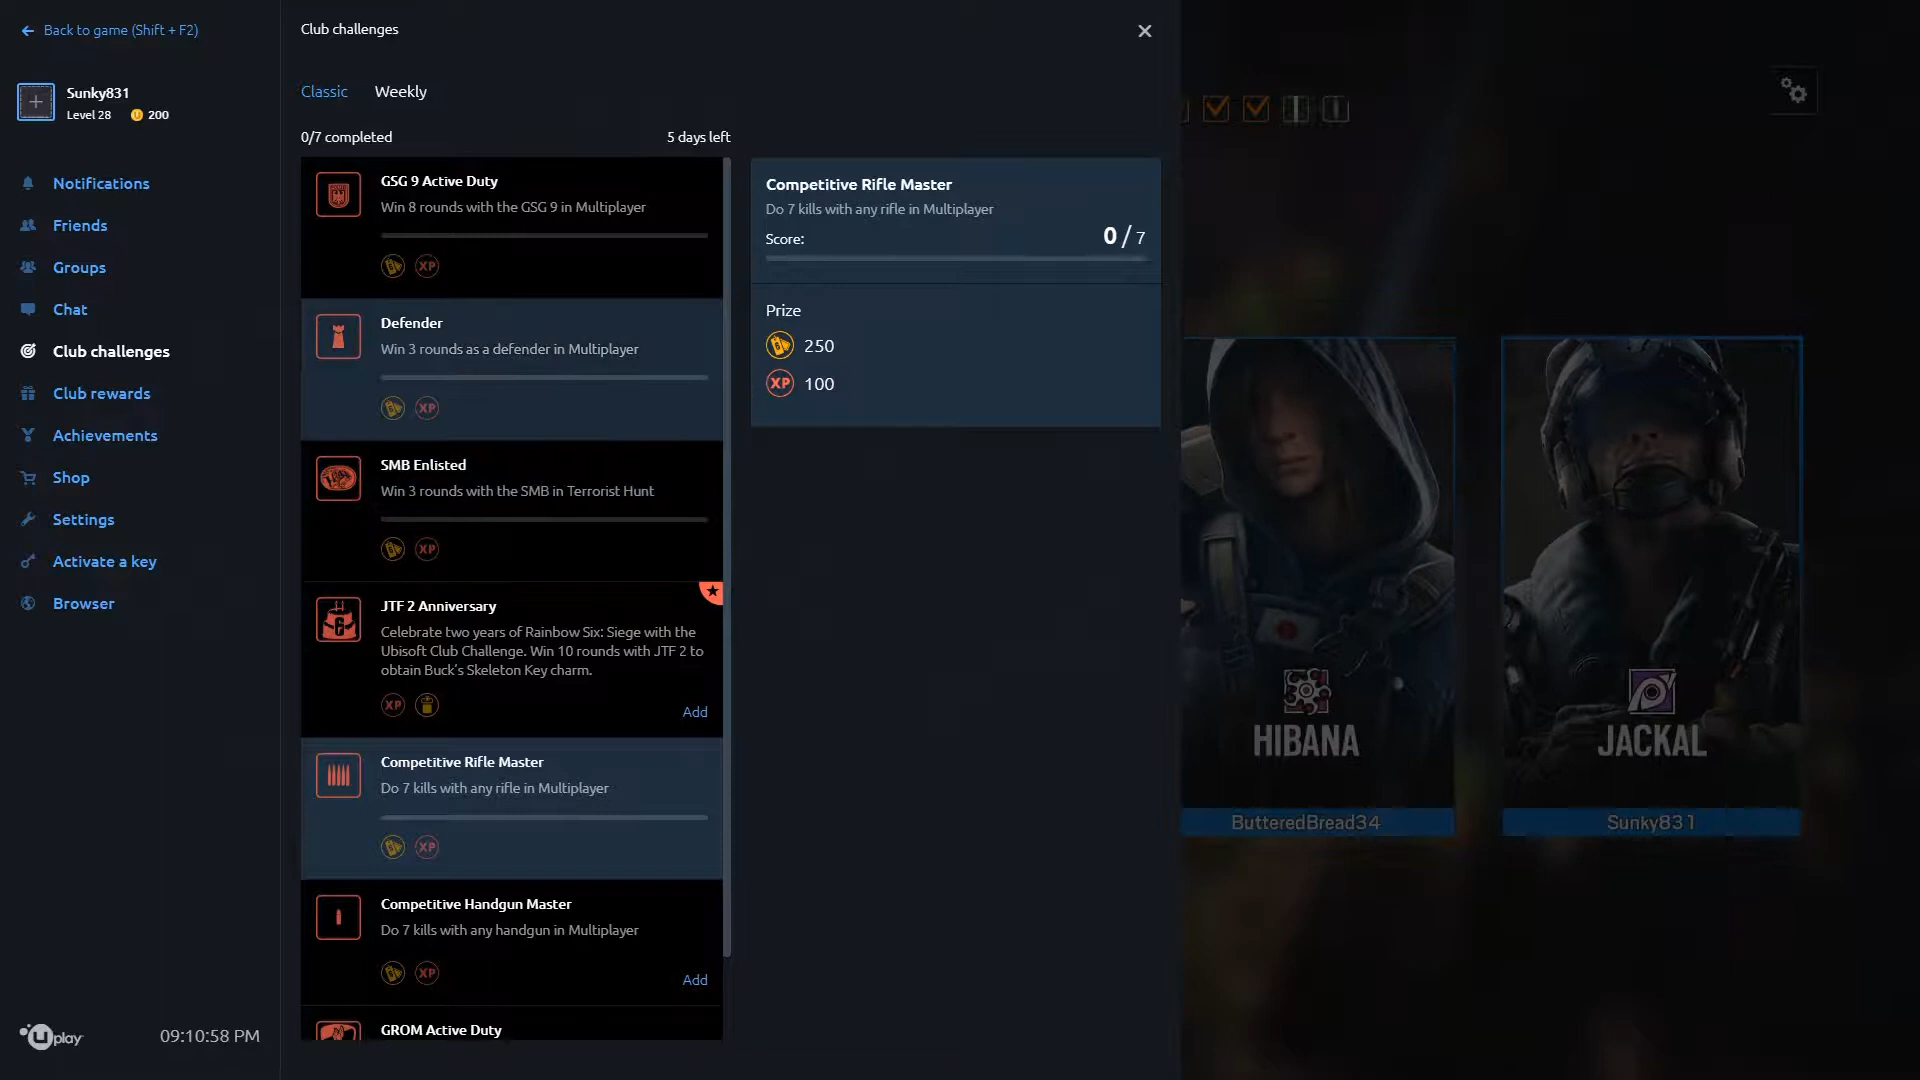 Back to game (Shift + F2)
Sunky831
Level 28
200
Notifications
Friends
Groups
Chat
Club challenges
Club rewards
Achievements
Shop
Settings
Activate a key
Browser
Uplay
09:10:58 PM
Club challenges
Classic
Weekly
0/7 completed
5 days left
GSG 9 Active Duty
Win 8 rounds with the GSG 9 in Multiplayer
XP
Defender
Win 3 rounds as a defender in Multiplayer
XP
SMB Enlisted
Win 3 rounds with the SMB in Terrorist Hunt
XP
JTF 2 Anniversary
Celebrate two years of Rainbow Six: Siege with the
Ubisoft Club Challenge. Win 10 rounds with JTF 2 to
obtain Buck's Skeleton Key charm.
XP
Add
Competitive Rifle Master
Do 7 kills with any rifle in Multiplayer
XP
Competitive Handgun Master
Do 7 kills with any handgun in Multiplayer
XP
Add
GROM Active Duty
Competitive Rifle Master
Do 7 kills with any rifle in Multiplayer
Score:
0 / 7
Prize
250
XP 100
HIBANA
ButteredBread34
JACKAL
Sunky831